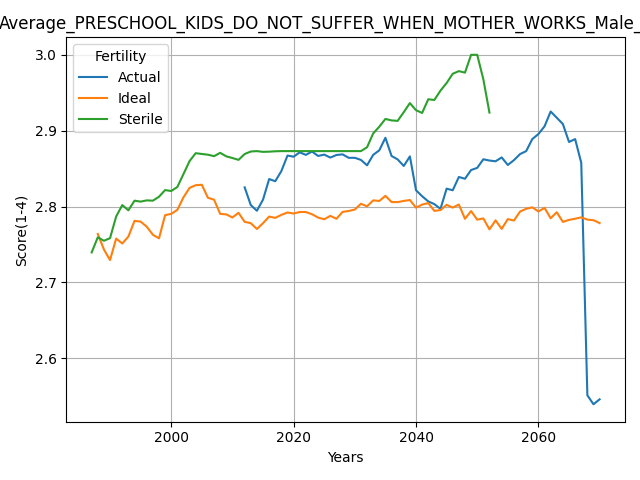 Average_PRESCHOOL_KIDS_DO_NOT_SUFFER_WHEN_MOTHER_WORKS_Male_
Fertility
Actual
Ideal
Sterile
Score(1-4)
3.0
2.9
2.8
2.7
2.6
2000 2020 2040 2060
Years